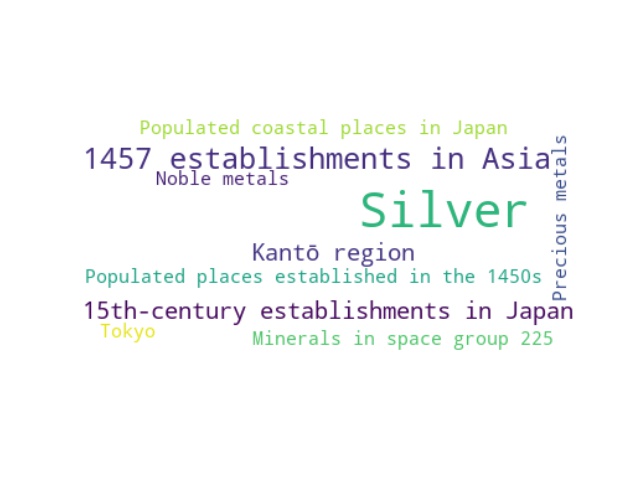 Populated coastal places in Japan
1457 establishments in Asia
Noble metals
Precious metals
Silver
Kantō region
Populated places established in the 1450s
15th-century establishments in Japan
Tokyo
Minerals in space group 225